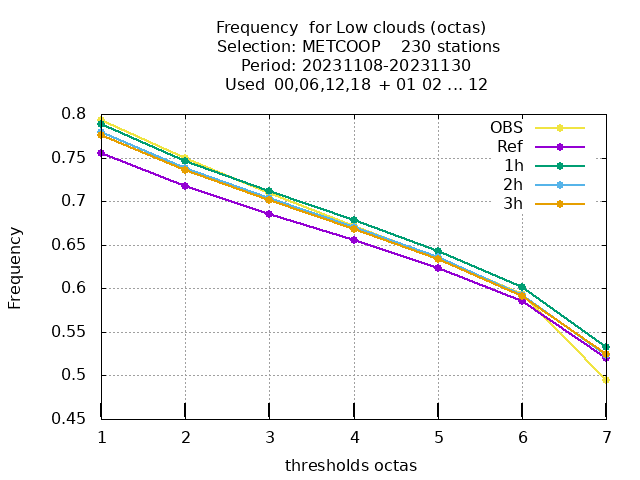 Frequency  for Low clouds (octas)
Selection: METCOOP    230 stations
Period: 20231108-20231130
Used  00,06,12,18  + 01 02 ... 12
0.8
0.75
0.7
0.65
0.6
0.55
0.5
0.45
Frequency
OBS
Ref
1h
2h
3h
1 2 3 4 5 6 7
thresholds octas